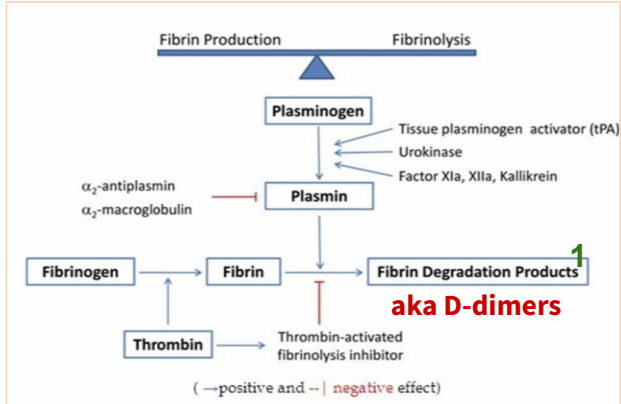 Fibrin Production Fibrinolysis
Plasminogen
Tissue plasminogen activator (tPA)
Urokinase
Factor XIa, XIIa, Kallikrein
α₂-antiplasmin
α₂-macroglobulin
Plasmin
1
Fibrinogen Fibrin Fibrin Degradation Products
aka D-dimers
Thrombin
Thrombin-activated
fibrinolysis inhibitor
( →positive and --| negative effect)